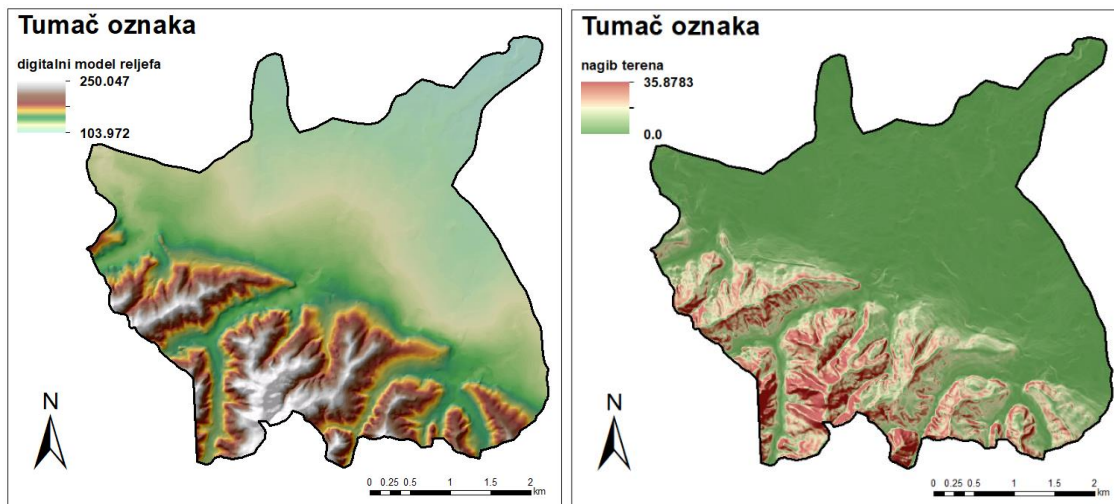 Tumač oznaka
digitalni model reljefa
250.047
103.972
N
0 0.25 0.5 1 1.5 2
km
Tumač oznaka
nagib terena
35.8783
0.0
N
0 0.25 0.5 1 1.5 2
km